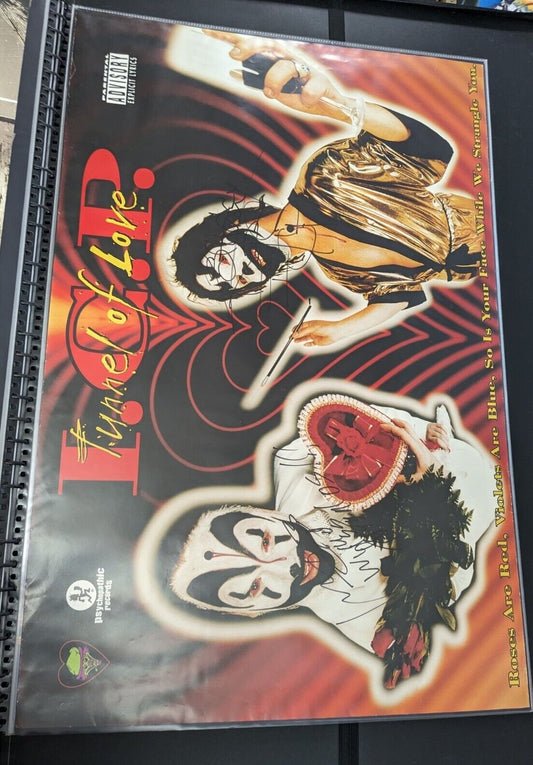 I.C.P.
Tunnel of Love
PARENTAL
ADVISORY
EXPLICIT LYRICS
psychopathic
records
Roses Are Red, Violets Are Blue, So Is Your Face While We Strangle You.